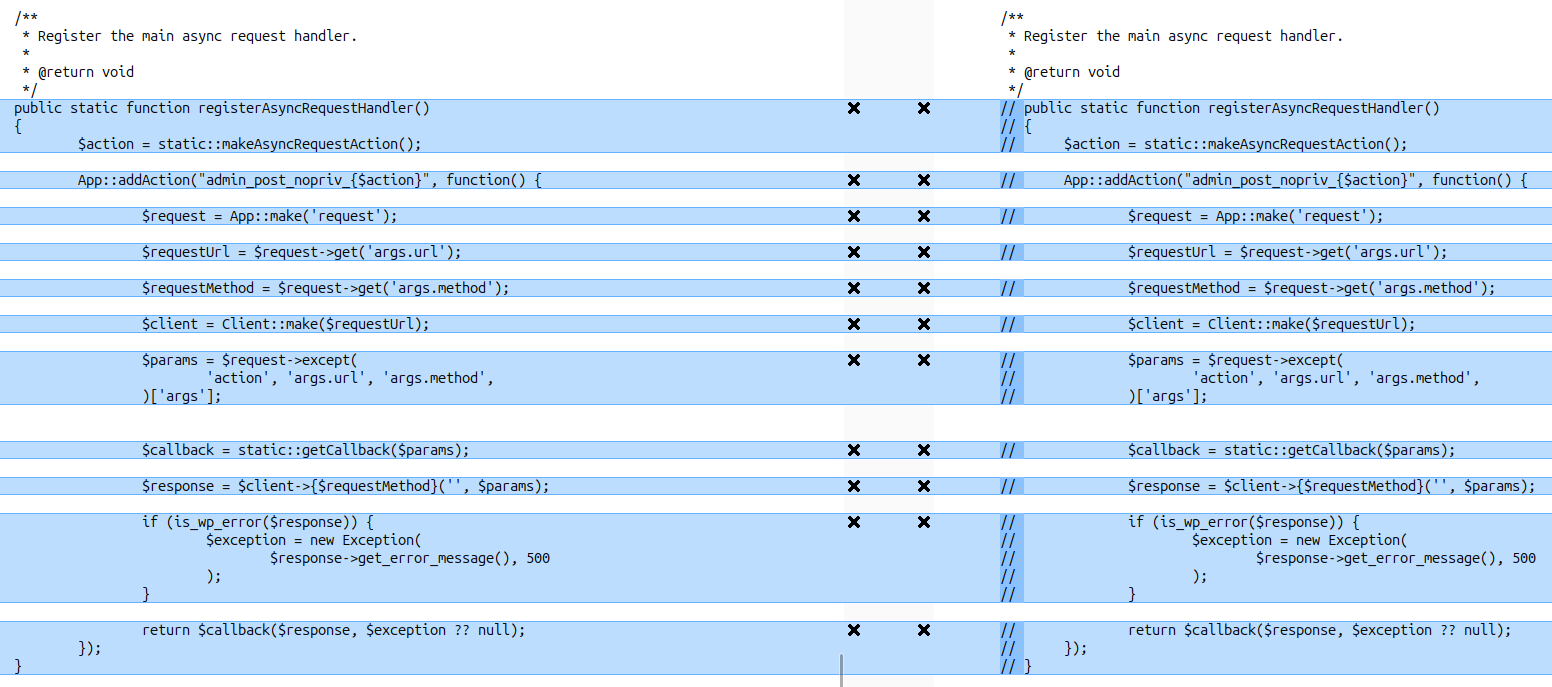 /**
 * Register the main async request handler.
 *
 * @return void
 */
public static function registerAsyncRequestHandler()
{
        $action = static::makeAsyncRequestAction();

        App::addAction("admin_post_nopriv_{$action}", function() {

                $request = App::make('request');

                $requestUrl = $request->get('args.url');

                $requestMethod = $request->get('args.method');

                $client = Client::make($requestUrl);

                $params = $request->except(
                        'action', 'args.url', 'args.method',
                )['args'];


                $callback = static::getCallback($params);

                $response = $client->{$requestMethod}('', $params);

                if (is_wp_error($response)) {
                        $exception = new Exception(
                                $response->get_error_message(), 500
                        );
                }

                return $callback($response, $exception ?? null);
        });
}
/**
 * Register the main async request handler.
 *
 * @return void
 */
// public static function registerAsyncRequestHandler()
// {
//      $action = static::makeAsyncRequestAction();

//      App::addAction("admin_post_nopriv_{$action}", function() {

//              $request = App::make('request');

//              $requestUrl = $request->get('args.url');

//              $requestMethod = $request->get('args.method');

//              $client = Client::make($requestUrl);

//              $params = $request->except(
//                      'action', 'args.url', 'args.method',
//              )['args'];


//              $callback = static::getCallback($params);

//              $response = $client->{$requestMethod}('', $params);

//              if (is_wp_error($response)) {
//                      $exception = new Exception(
//                              $response->get_error_message(), 500
//                      );
//              }

//              return $callback($response, $exception ?? null);
//      });
// }